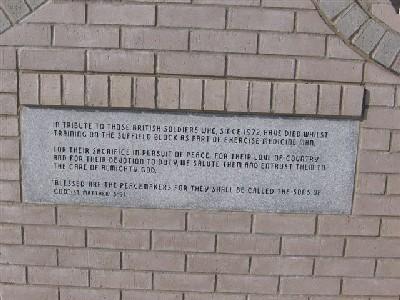 IN TRIBUTE TO THOSE BRITISH SOLDIERS WHO, SINCE 1972, HAVE DIED WHILST
TRAINING ON THE SUFFIELD BLOCK AS PART OF EXERCISE MEDICINE MAN.
FOR THEIR SACRIFICE IN PURSUIT OF PEACE, FOR THEIR LOVE OF COUNTRY
AND FOR THEIR DEVOTION TO DUTY, WE SALUTE THEM AND ENTRUST THEM TO
THE CARE OF ALMIGHTY GOD.
"BLESSED ARE THE PEACEMAKERS FOR THEY SHALL BE CALLED THE SONS OF
GOD" ST. MATTHEW